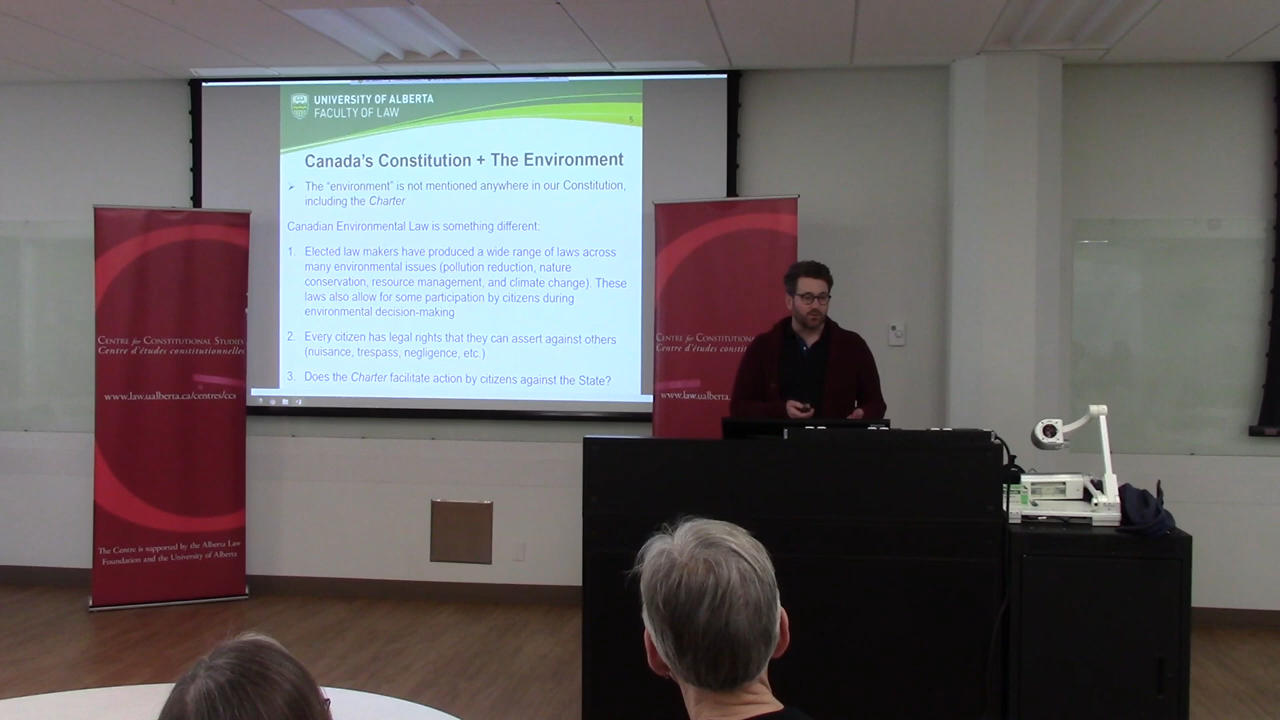 UNIVERSITY OF ALBERTA
FACULTY OF LAW
5
Canada's Constitution + The Environment
➢ The "environment" is not mentioned anywhere in our Constitution,
including the Charter
Canadian Environmental Law is something different:
1. Elected law makers have produced a wide range of laws across
many environmental issues (pollution reduction, nature
conservation, resource management, and climate change). These
laws also allow for some participation by citizens during
environmental decision-making
2. Every citizen has legal rights that they can assert against others
(nuisance, trespass, negligence, etc.)
3. Does the Charter facilitate action by citizens against the State?
CENTRE for CONSTITUTIONAL STUDIES
Centre d'études constitutionnelles
www.law.ualberta.ca/centres/ccs
The Centre is supported by the Alberta Law
Foundation and the University of Alberta
CENTRE for CONSTITUTION
Centre d'études constit
www.law.ualberta.